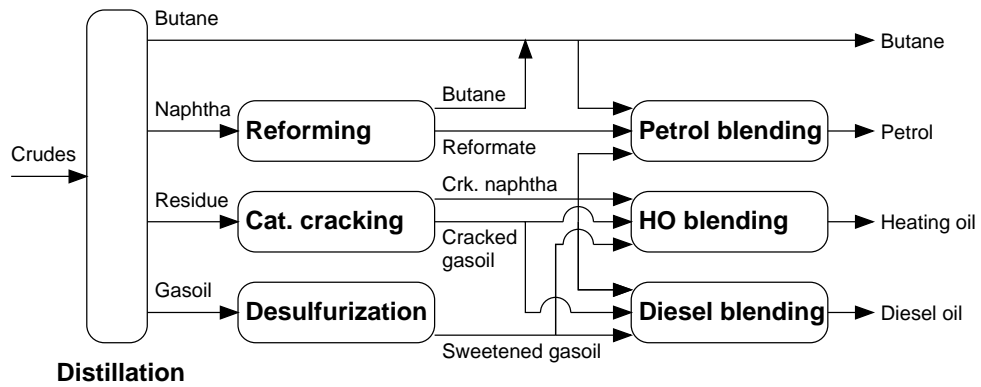 Butane
Butane
Naphtha
Butane
Reforming
Petrol blending
Petrol
Reformate
Crudes
Crk. naphtha
Residue
Cat. cracking
HO blending
Heating oil
Cracked
gasoil
Gasoil
Desulfurization
Diesel blending
Diesel oil
Sweetened gasoil
Distillation